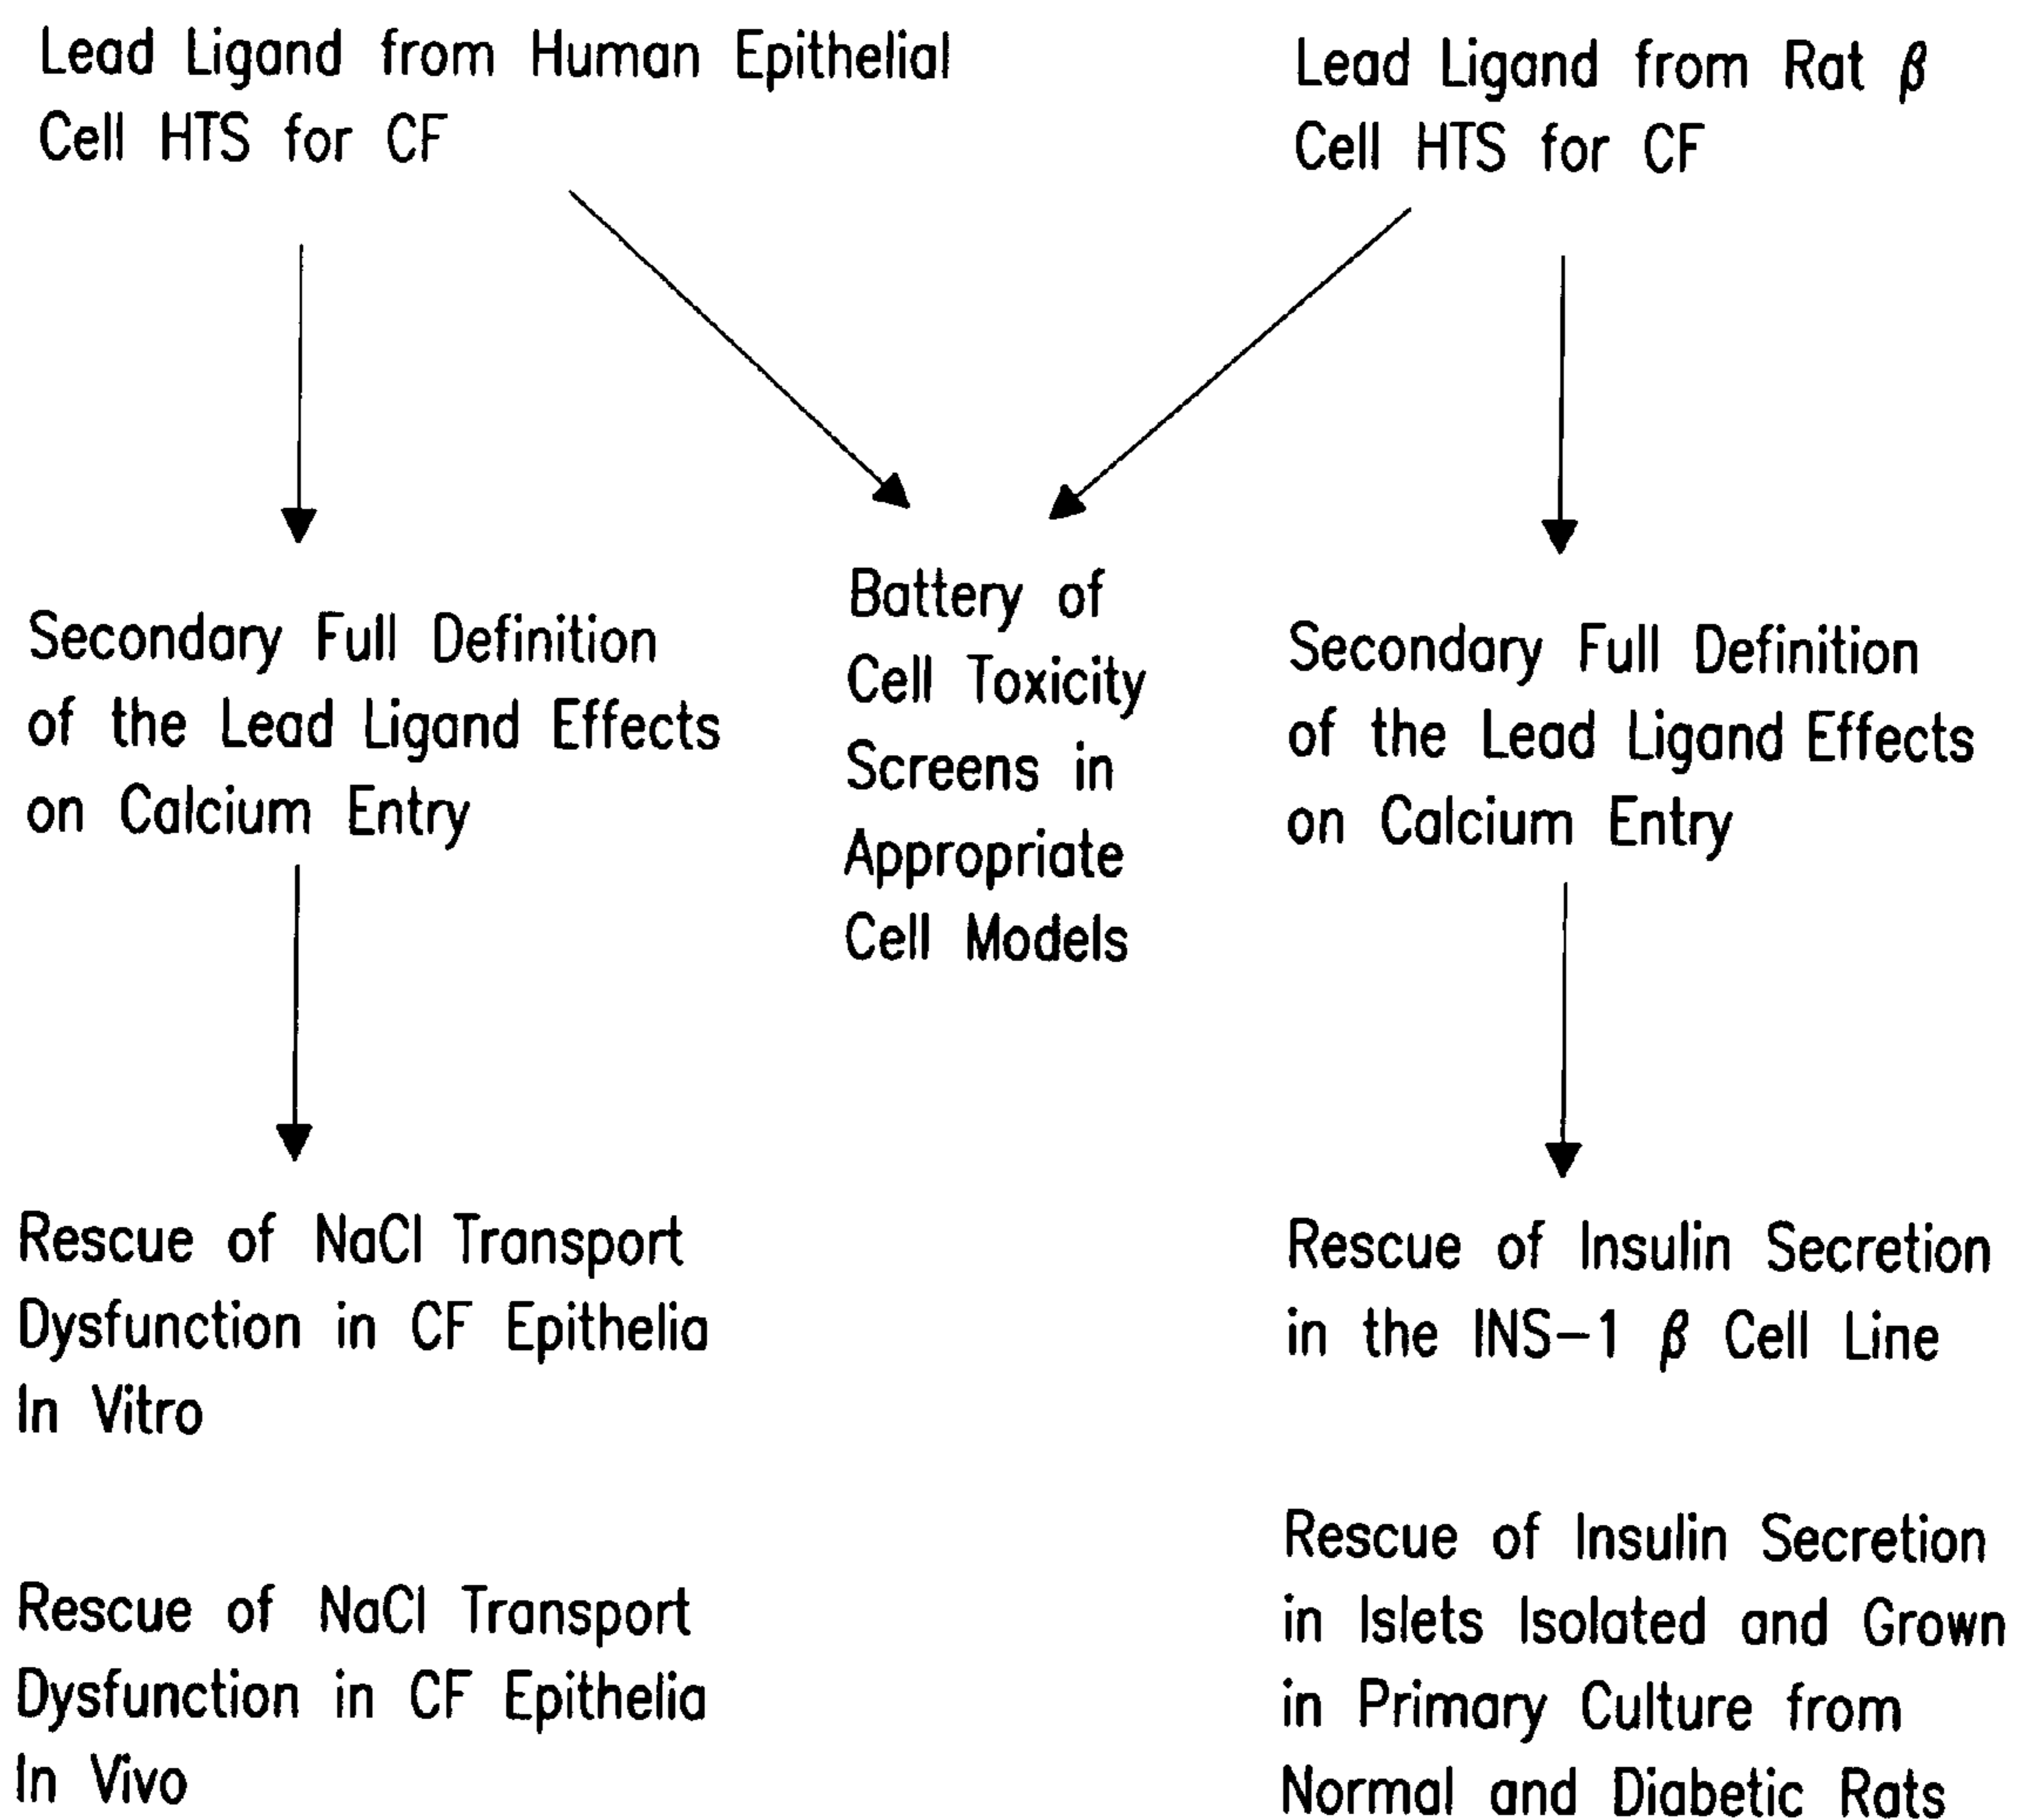 Lead Ligand from Human Epithelial
Cell HTS for CF
Lead Ligand from Rat β
Cell HTS for CF
Secondary Full Definition
of the Lead Ligand Effects
on Calcium Entry
Battery of
Cell Toxicity
Screens in
Appropriate
Cell Models
Secondary Full Definition
of the Lead Ligand Effects
on Calcium Entry
Rescue of NaCl Transport
Dysfunction in CF Epithelia
In Vitro
Rescue of Insulin Secretion
in the INS-1 β Cell Line
Rescue of NaCl Transport
Dysfunction in CF Epithelia
In Vivo
Rescue of Insulin Secretion
in Islets Isolated and Grown
in Primary Culture from
Normal and Diabetic Rats